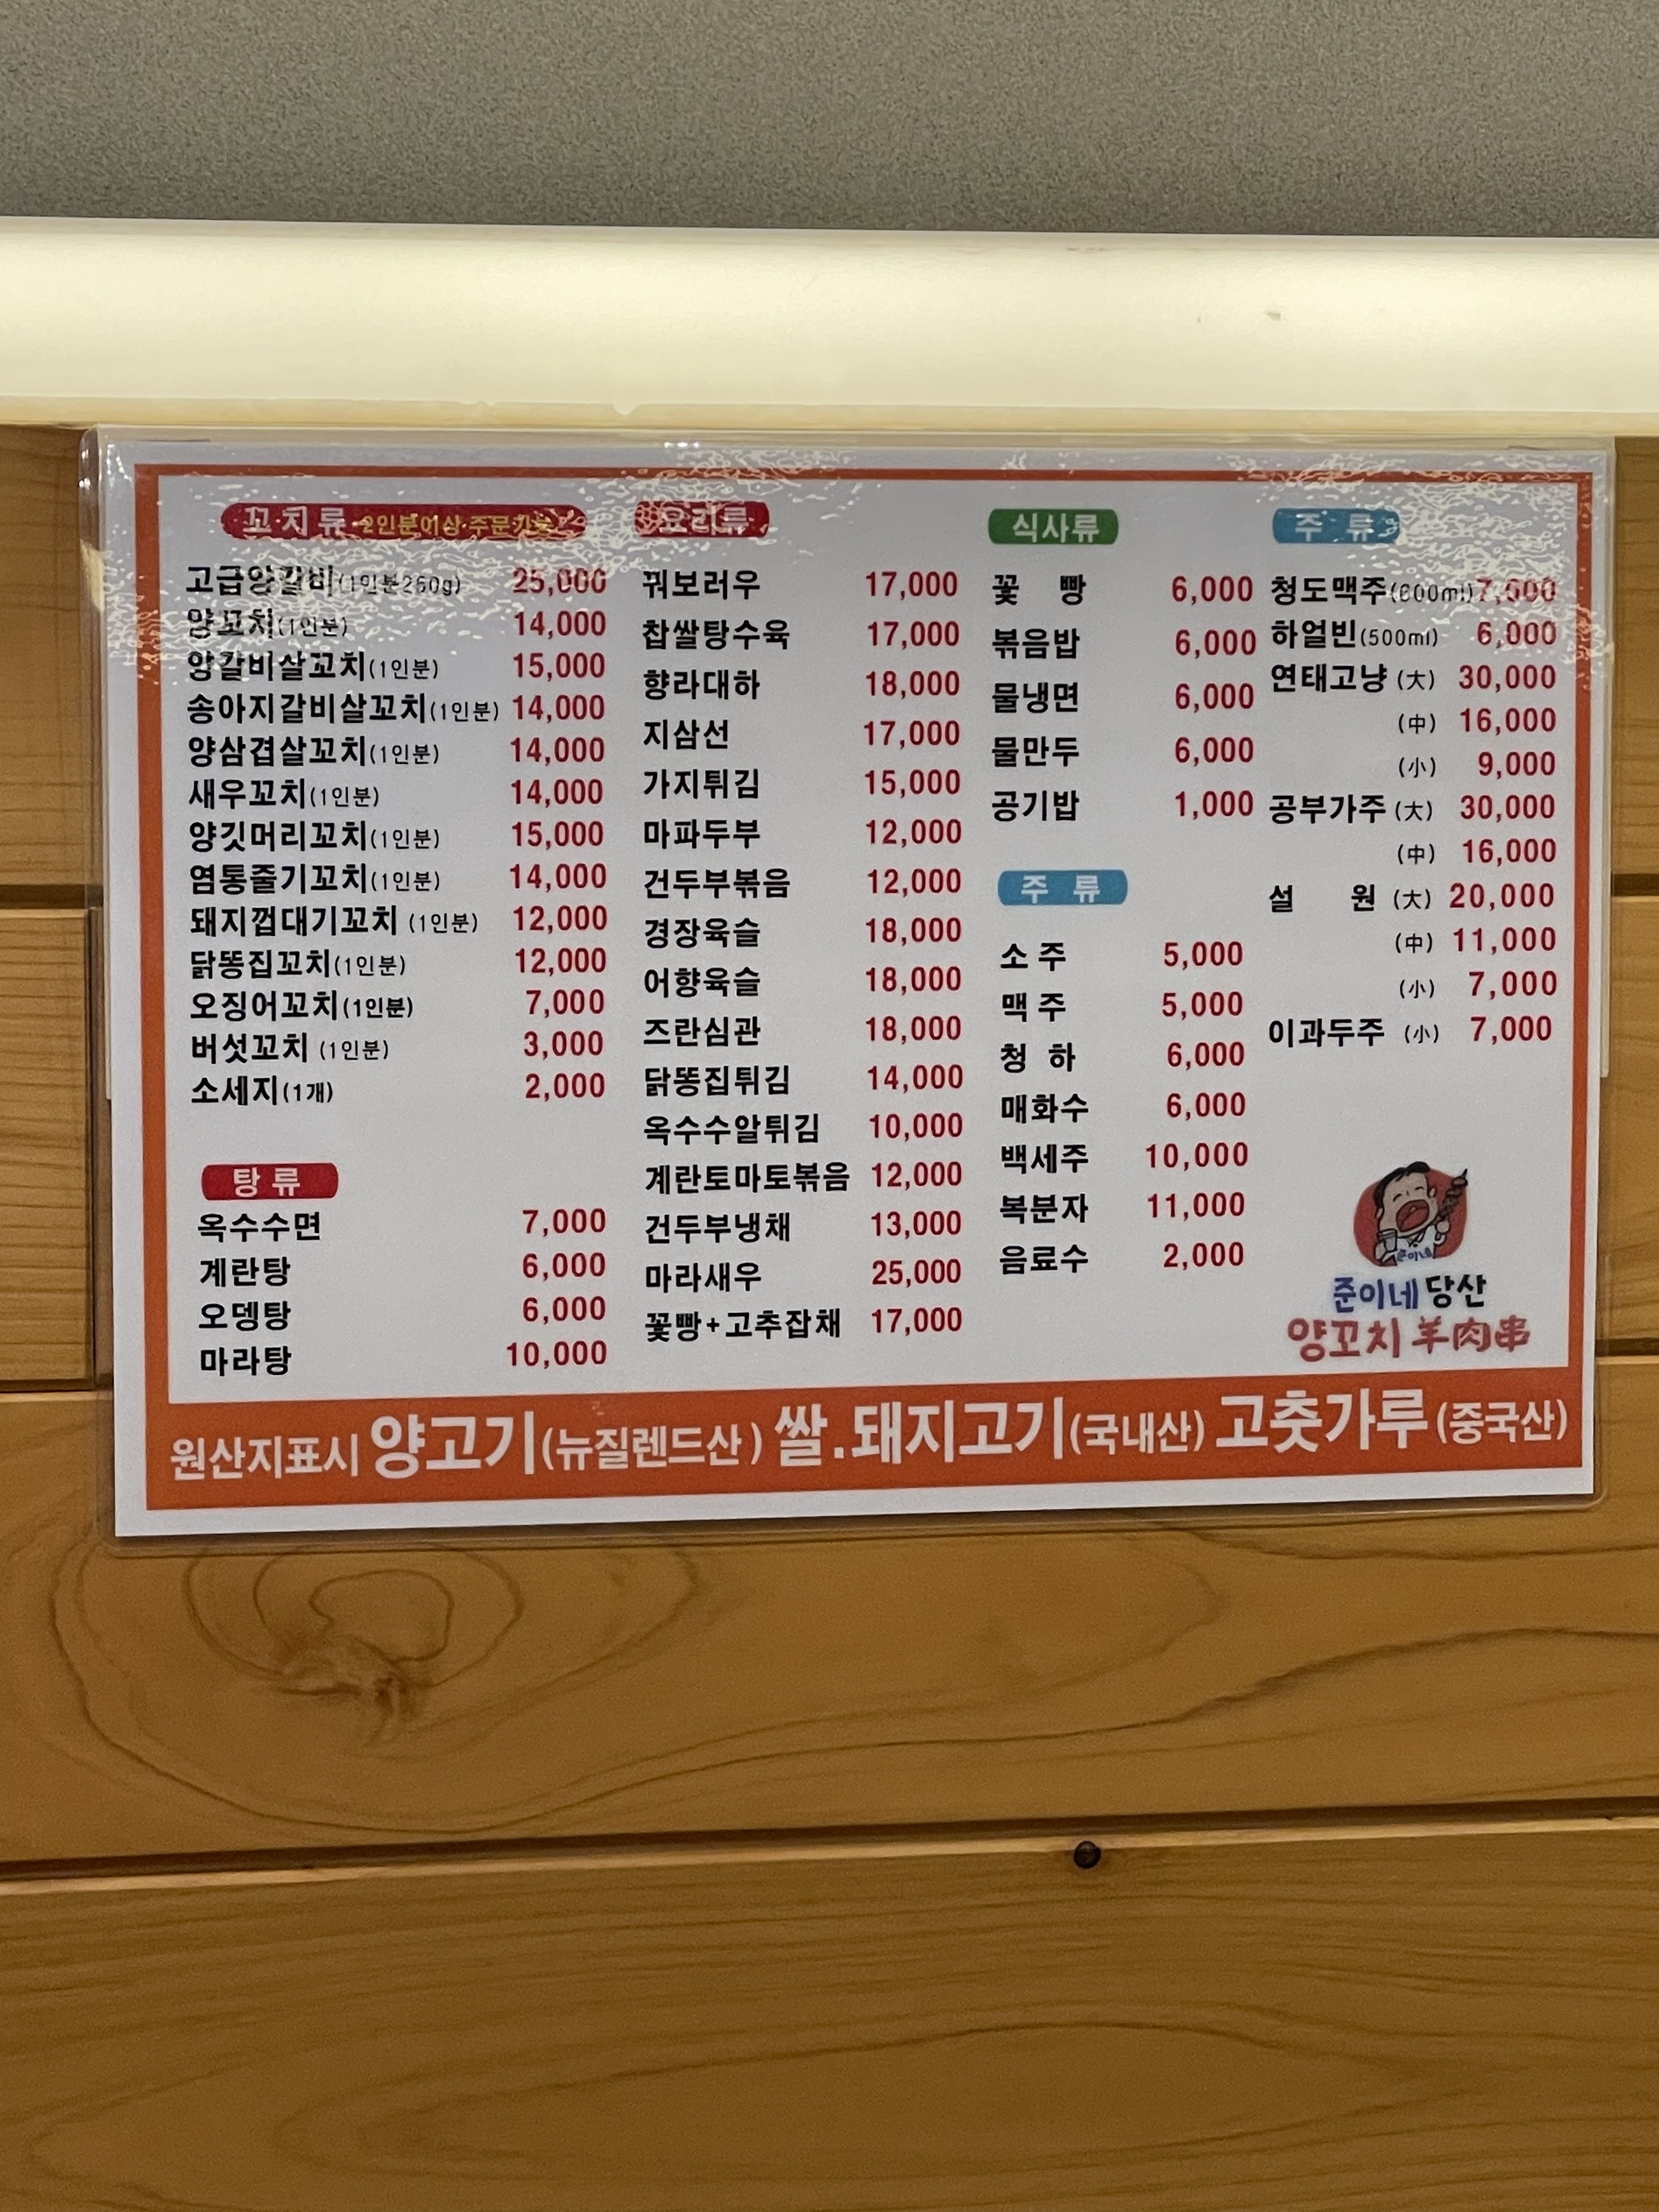 꼬치류 2인분이상 주문가능
고급양갈비(1인분260g) 25,000
양꼬치(1인분) 14,000
양갈비살꼬치(1인분) 15,000
송아지갈비살꼬치(1인분) 14,000
양삼겹살꼬치(1인분) 14,000
새우꼬치(1인분) 14,000
양깃머리꼬치(1인분) 15,000
염통줄기꼬치(1인분) 14,000
돼지껍대기꼬치 (1인분) 12,000
닭똥집꼬치(1인분) 12,000
오징어꼬치(1인분) 7,000
버섯꼬치 (1인분) 3,000
소세지(1개) 2,000
탕류
옥수수면 7,000
계란탕 6,000
오뎅탕 6,000
마라탕 10,000
요리류
꿔보러우 17,000
찹쌀탕수육 17,000
향라대하 18,000
지삼선 17,000
가지튀김 15,000
마파두부 12,000
건두부볶음 12,000
경장육슬 18,000
어향육슬 18,000
즈란심관 18,000
닭똥집튀김 14,000
옥수수알튀김 10,000
계란토마토볶음 12,000
건두부냉채 13,000
마라새우 25,000
꽃빵+고추잡채 17,000
식사류
꽃 빵 6,000
볶음밥 6,000
물냉면 6,000
물만두 6,000
공기밥 1,000
주 류
소 주 5,000
맥 주 5,000
청 하 6,000
매화수 6,000
백세주 10,000
복분자 11,000
음료수 2,000
주 류
청도맥주(600ml)
하얼빈(500ml) 6,000
연태고냥 (大) 30,000
(中) 16,000
(小) 9,000
공부가주 (大) 30,000
(中) 16,000
설 원 (大) 20,000
(中) 11,000
(小) 7,000
이과두주 (小) 7,000
준이네
준이네 당산
양꼬치 羊肉串
원산지표시 양고기(뉴질렌드산) 쌀.돼지고기(국내산) 고춧가루(중국산)